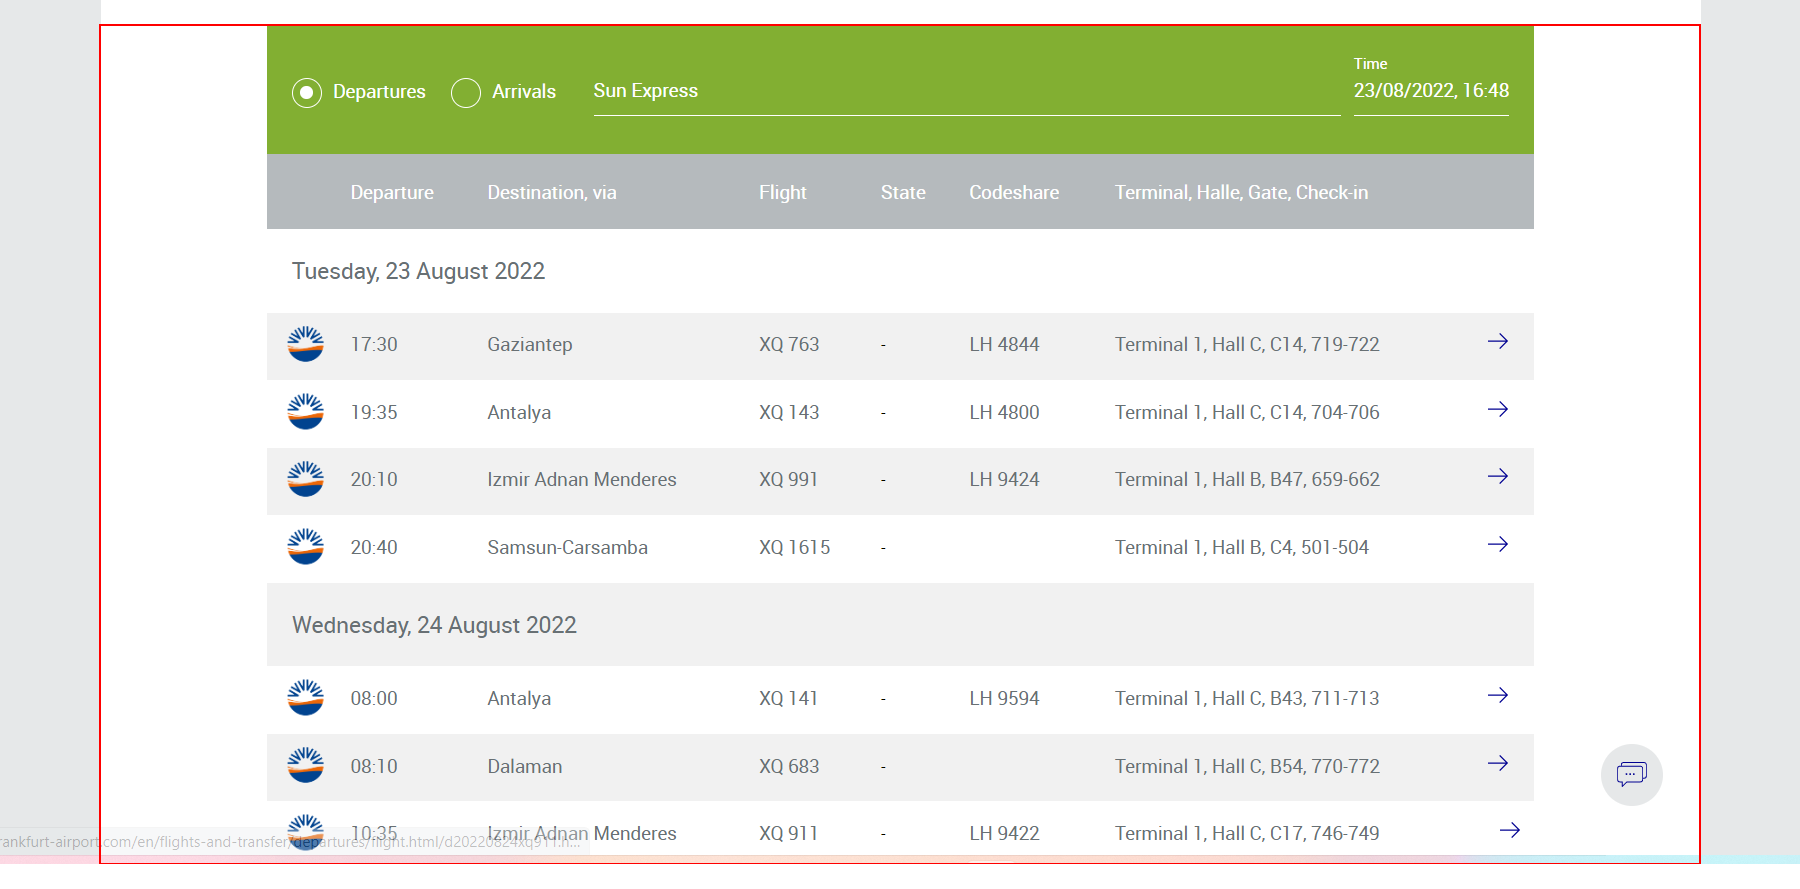 Time
Departures Arrivals Sun Express 23/08/2022, 16:48
Departure Destination, via Flight State Codeshare Terminal, Halle, Gate, Check-in
Tuesday, 23 August 2022
17:30 Gaziantep XQ 763 - LH 4844 Terminal 1, Hall C, C14, 719-722
19:35 Antalya XQ 143 - LH 4800 Terminal 1, Hall C, C14, 704-706
20:10 Izmir Adnan Menderes XQ 991 - LH 9424 Terminal 1, Hall B, B47, 659-662
20:40 Samsun-Carsamba XQ 1615 - Terminal 1, Hall B, C4, 501-504
Wednesday, 24 August 2022
08:00 Antalya XQ 141 - LH 9594 Terminal 1, Hall C, B43, 711-713
08:10 Dalaman XQ 683 - Terminal 1, Hall C, B54, 770-772
10:35 Izmir Adnan Menderes XQ 911 - LH 9422 Terminal 1, Hall C, C17, 746-749
rankfurt-airport.com/en/flights-and-transfer/departures/flight.html/d20220824xq911.h...